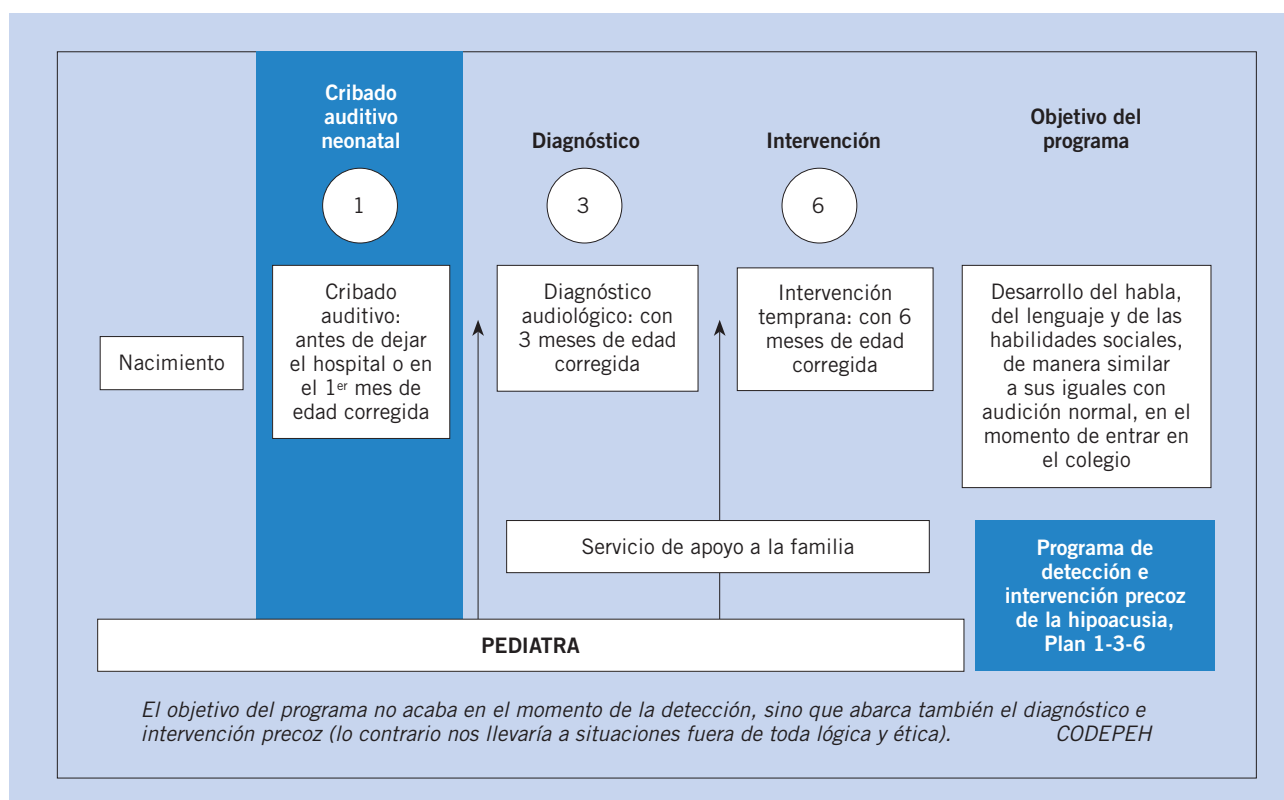 Cribado
auditivo
neonatal
Diagnóstico
Intervención
Objetivo del
programa
1
3
6
Nacimiento
Cribado
auditivo:
antes de dejar
el hospital o en
el 1er mes de
edad corregida
Diagnóstico
audiológico: con
3 meses de edad
corregida
Intervención
temprana: con 6
meses de edad
corregida
Desarrollo del habla,
del lenguaje y de las
habilidades sociales,
de manera similar
a sus iguales con
audición normal, en el
momento de entrar en
el colegio
Servicio de apoyo a la familia
Programa de
detección e
intervención precoz
de la hipoacusia,
Plan 1-3-6
PEDIATRA
El objetivo del programa no acaba en el momento de la detección, sino que abarca también el diagnóstico e
intervención precoz (lo contrario nos llevaría a situaciones fuera de toda lógica y ética). CODEPEH